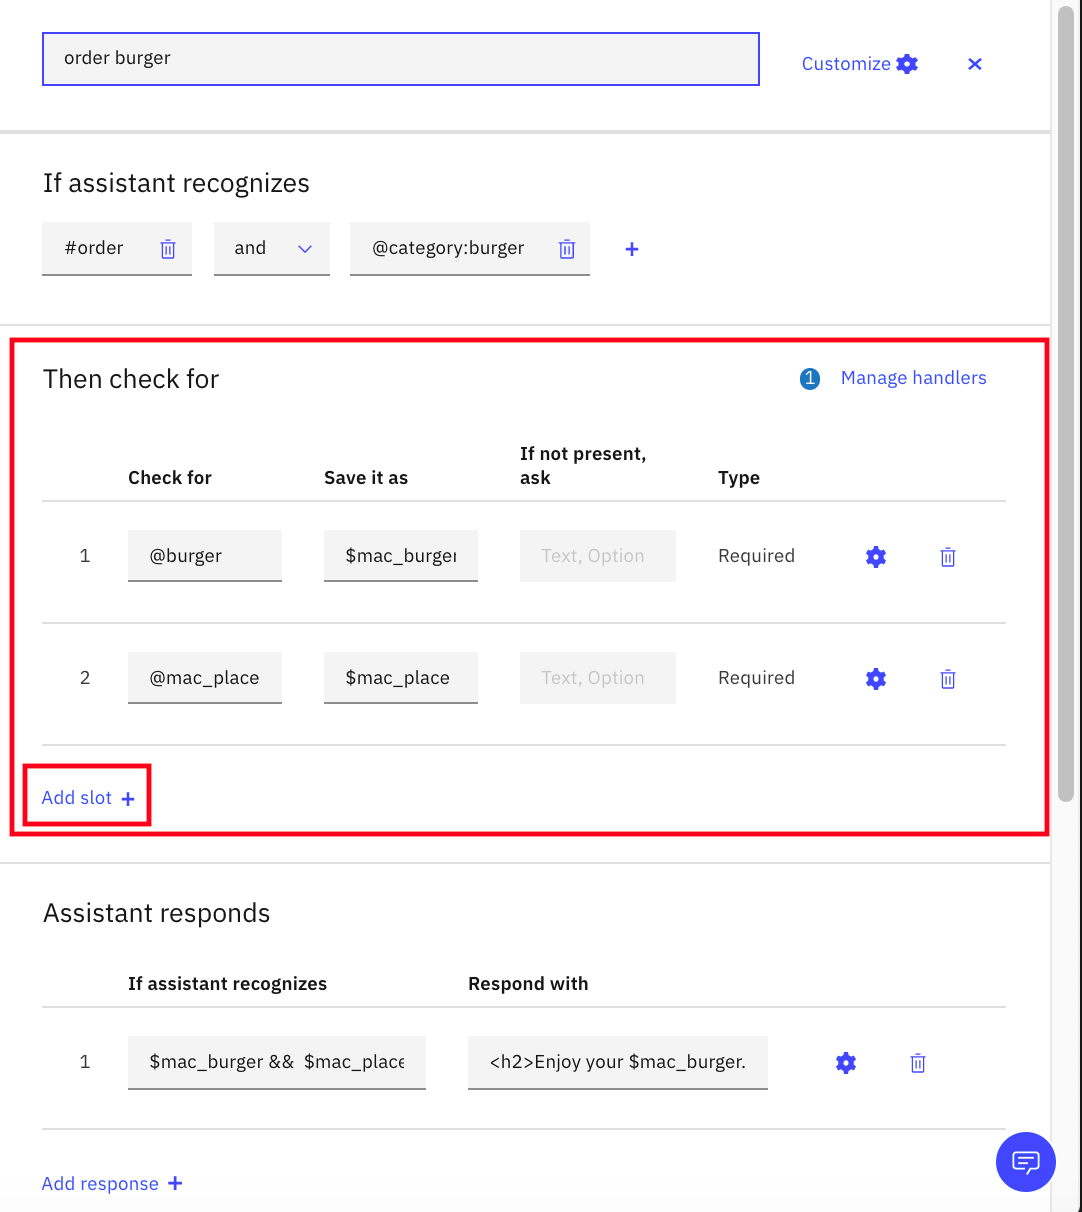 order burger
Customize
If assistant recognizes
#order and @category:burger
Then check for
1 Manage handlers
Check for Save it as If not present, ask Type
1 @burger $mac_burger Text, Option Required
2 @mac_place $mac_place Text, Option Required
Add slot +
Assistant responds
If assistant recognizes Respond with
1 $mac_burger && $mac_place <h2>Enjoy your $mac_burger.
Add response +